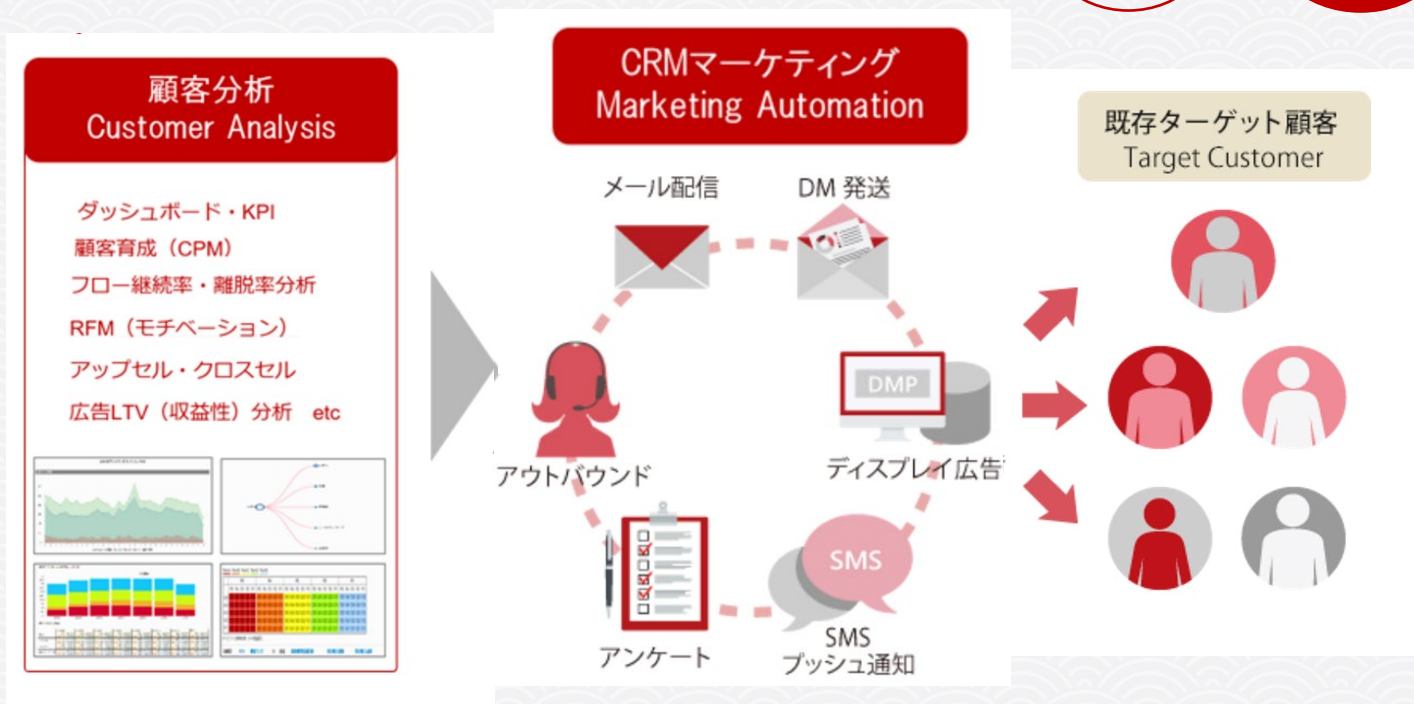 顧客分析
Customer Analysis
ダッシュボード・KPI
顧客育成（CPM）
フロー継続率・離脱率分析
RFM（モチベーション）
アップセル・クロスセル
広告LTV（収益性）分析　etc
CRMマーケティング
Marketing Automation
メール配信
DM 発送
DMP
ディスプレイ広告
アウトバウンド
SMS
SMS
プッシュ通知
アンケート
既存ターゲット顧客
Target Customer